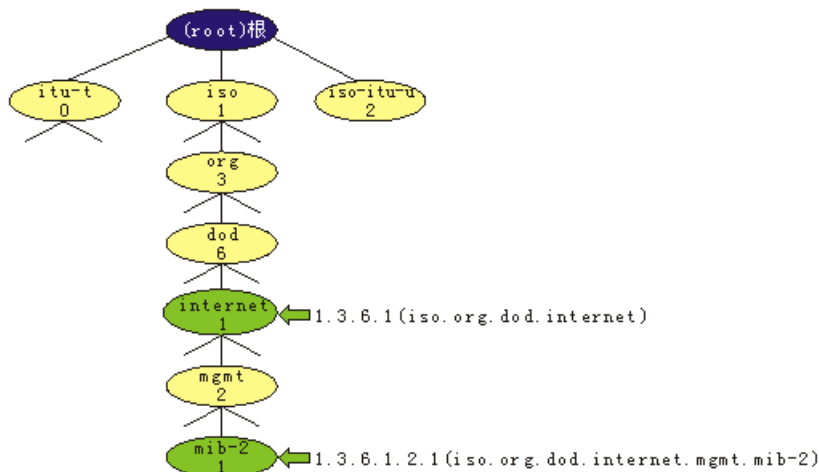 (root)根
itu-t
0
iso
1
iso-itu-u
2
org
3
dod
6
internet
1
1.3.6.1(iso.org.dod.internet)
mgmt
2
mib-2
1
1.3.6.1.2.1(iso.org.dod.internet.mgmt.mib-2)